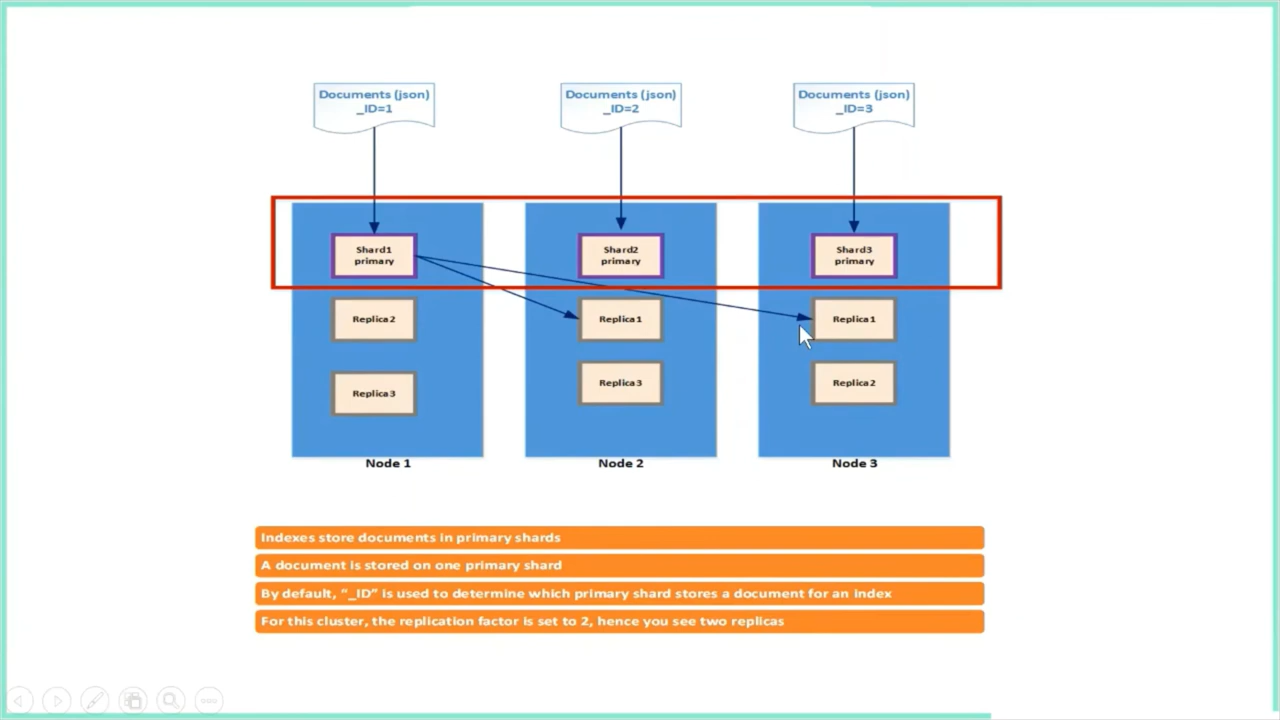 Documents (json)
_ID=1
Documents (json)
_ID=2
Documents (json)
_ID=3
Shard1
primary
Shard2
primary
Shard3
primary
Replica2
Replica1
Replica1
Replica3
Replica3
Replica2
Node 1
Node 2
Node 3
Indexes store documents in primary shards
A document is stored on one primary shard
By default, “_ID” is used to determine which primary shard stores a document for an index
For this cluster, the replication factor is set to 2, hence you see two replicas